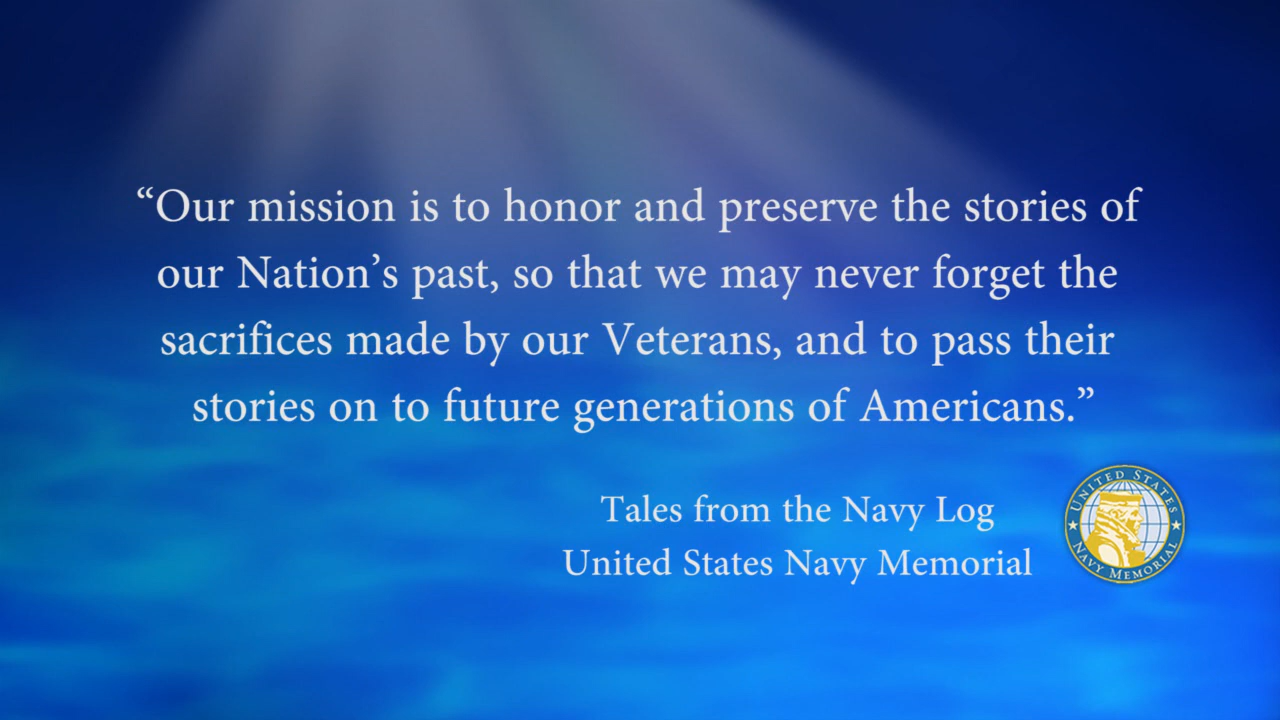 “Our mission is to honor and preserve the stories of
our Nation’s past, so that we may never forget the
sacrifices made by our Veterans, and to pass their
stories on to future generations of Americans.”
Tales from the Navy Log
United States Navy Memorial
UNITED STATES
NAVY MEMORIAL